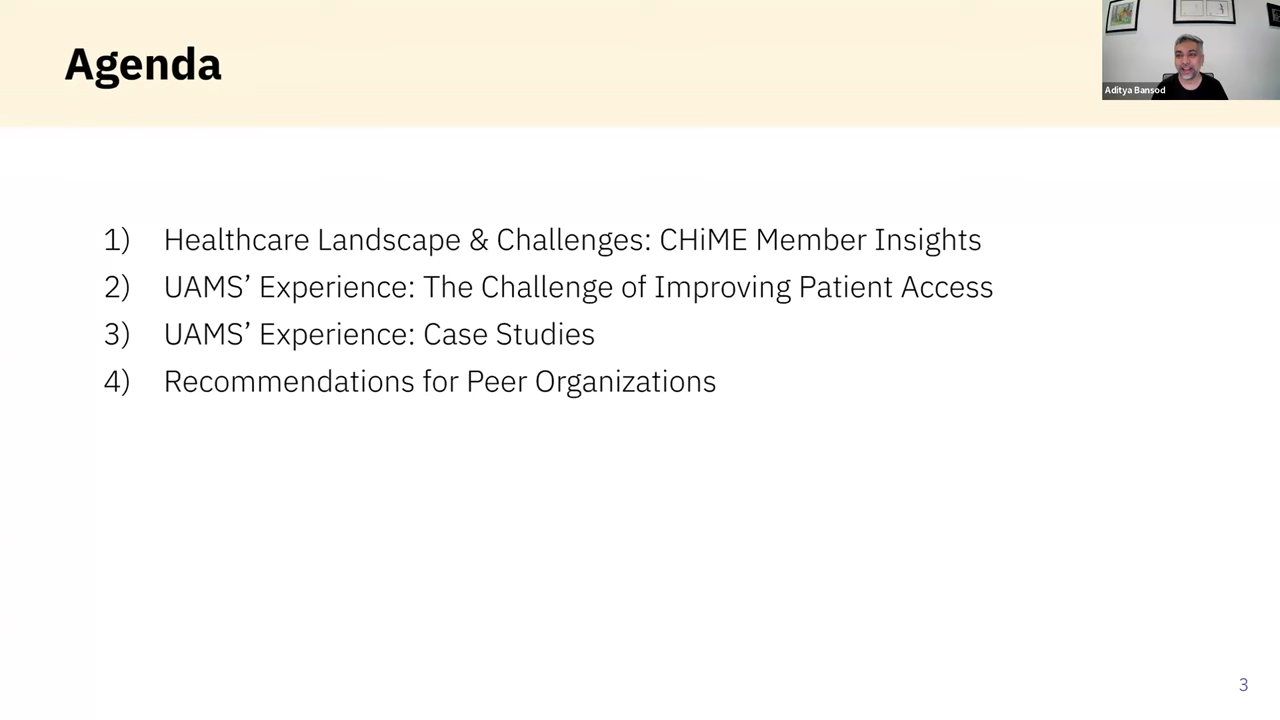 Agenda
Aditya Bansod
1) Healthcare Landscape & Challenges: CHiME Member Insights
2) UAMS’ Experience: The Challenge of Improving Patient Access
3) UAMS’ Experience: Case Studies
4) Recommendations for Peer Organizations
3